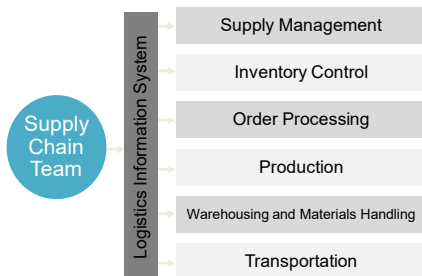 Supply
Chain
Team
Logistics Information System
Supply Management
Inventory Control
Order Processing
Production
Warehousing and Materials Handling
Transportation